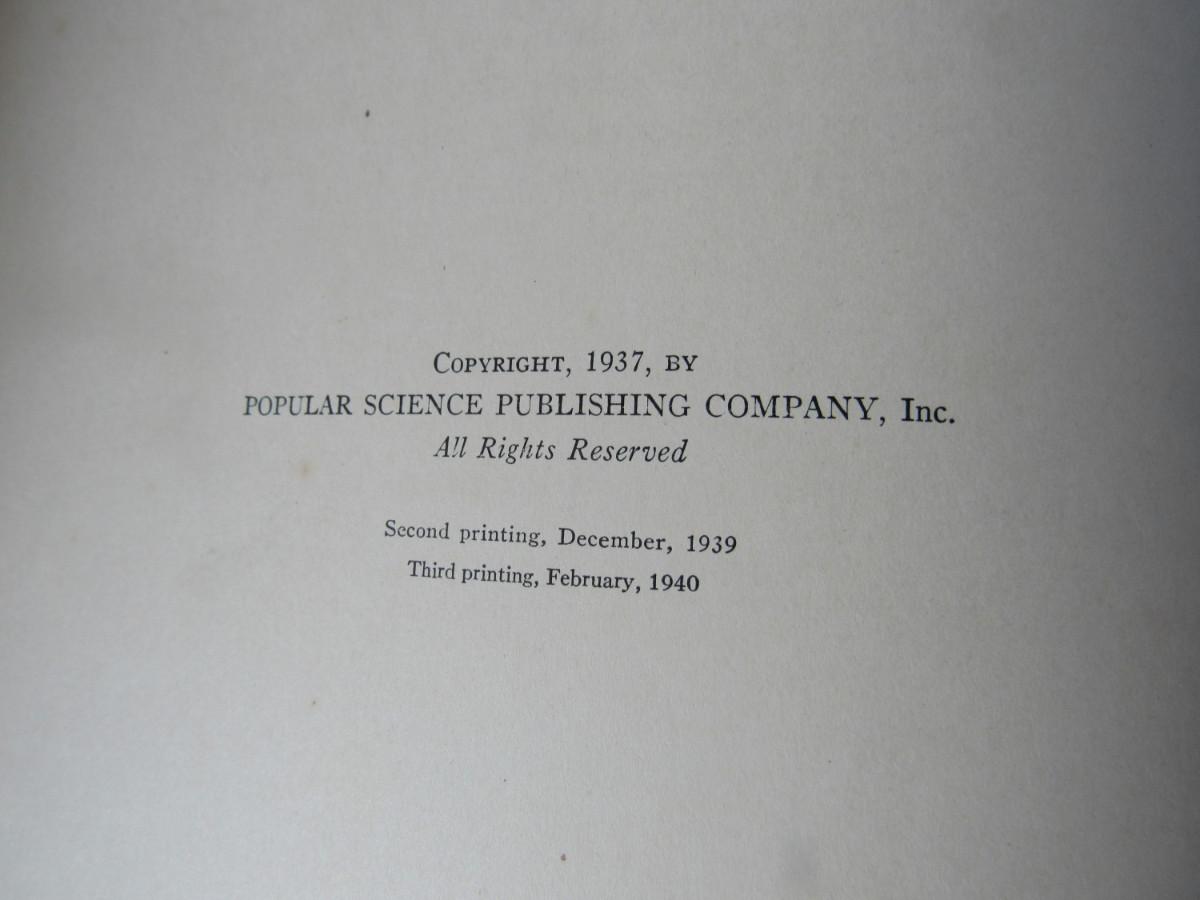 COPYRIGHT, 1937, BY
POPULAR SCIENCE PUBLISHING COMPANY, Inc.
All Rights Reserved
Second printing, December, 1939
Third printing, February, 1940